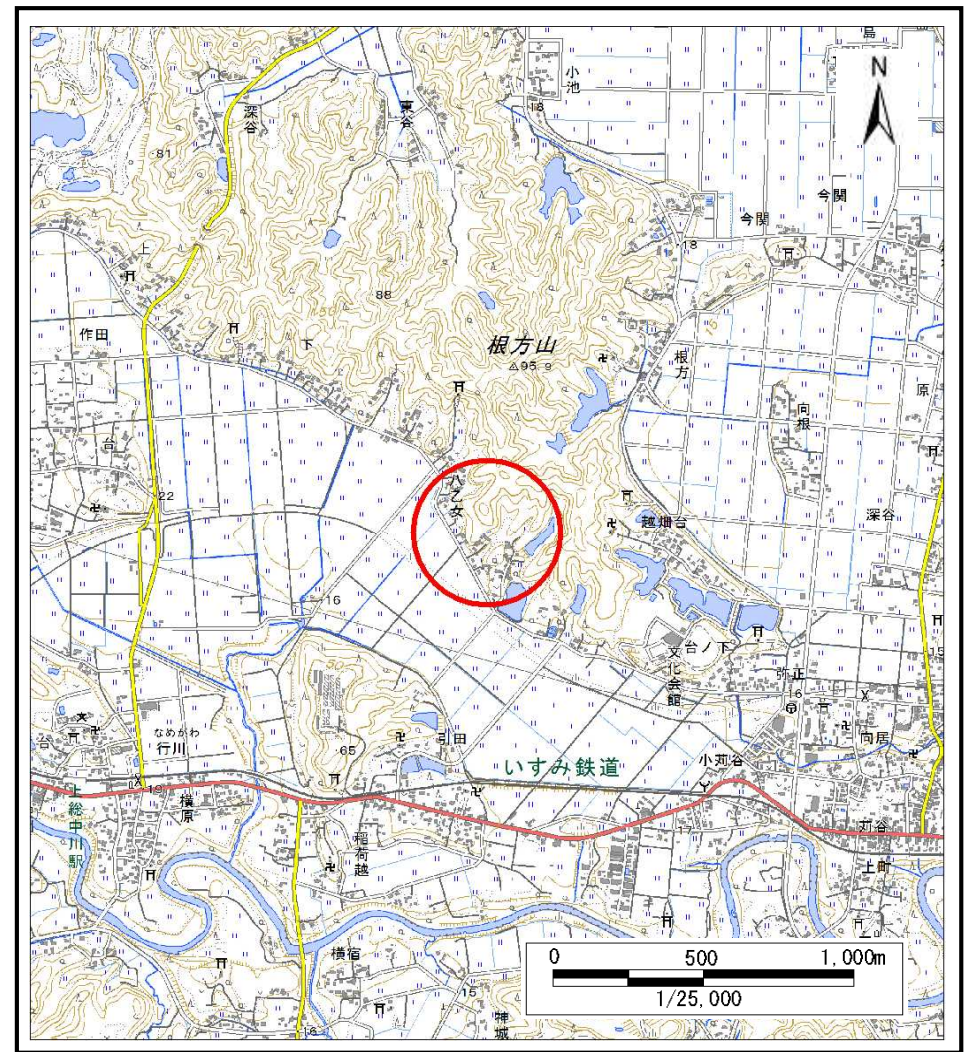 島
N
小池
18
深谷
東谷
81
今関
今関
18
上
88
作田
下
根方山
95.9
根方
向根
原
台
22
八乙女
越畑台
深谷
16
文化会館
台ノ下
弥正
15
16
50
なめがわ
行川
台
65
引田
いすみ鉄道
小苅谷
向居
19
上総中川駅
横原
17
苅谷
稲荷越
上町
横宿
15
神城
16
0 500 1,000m
1/25,000